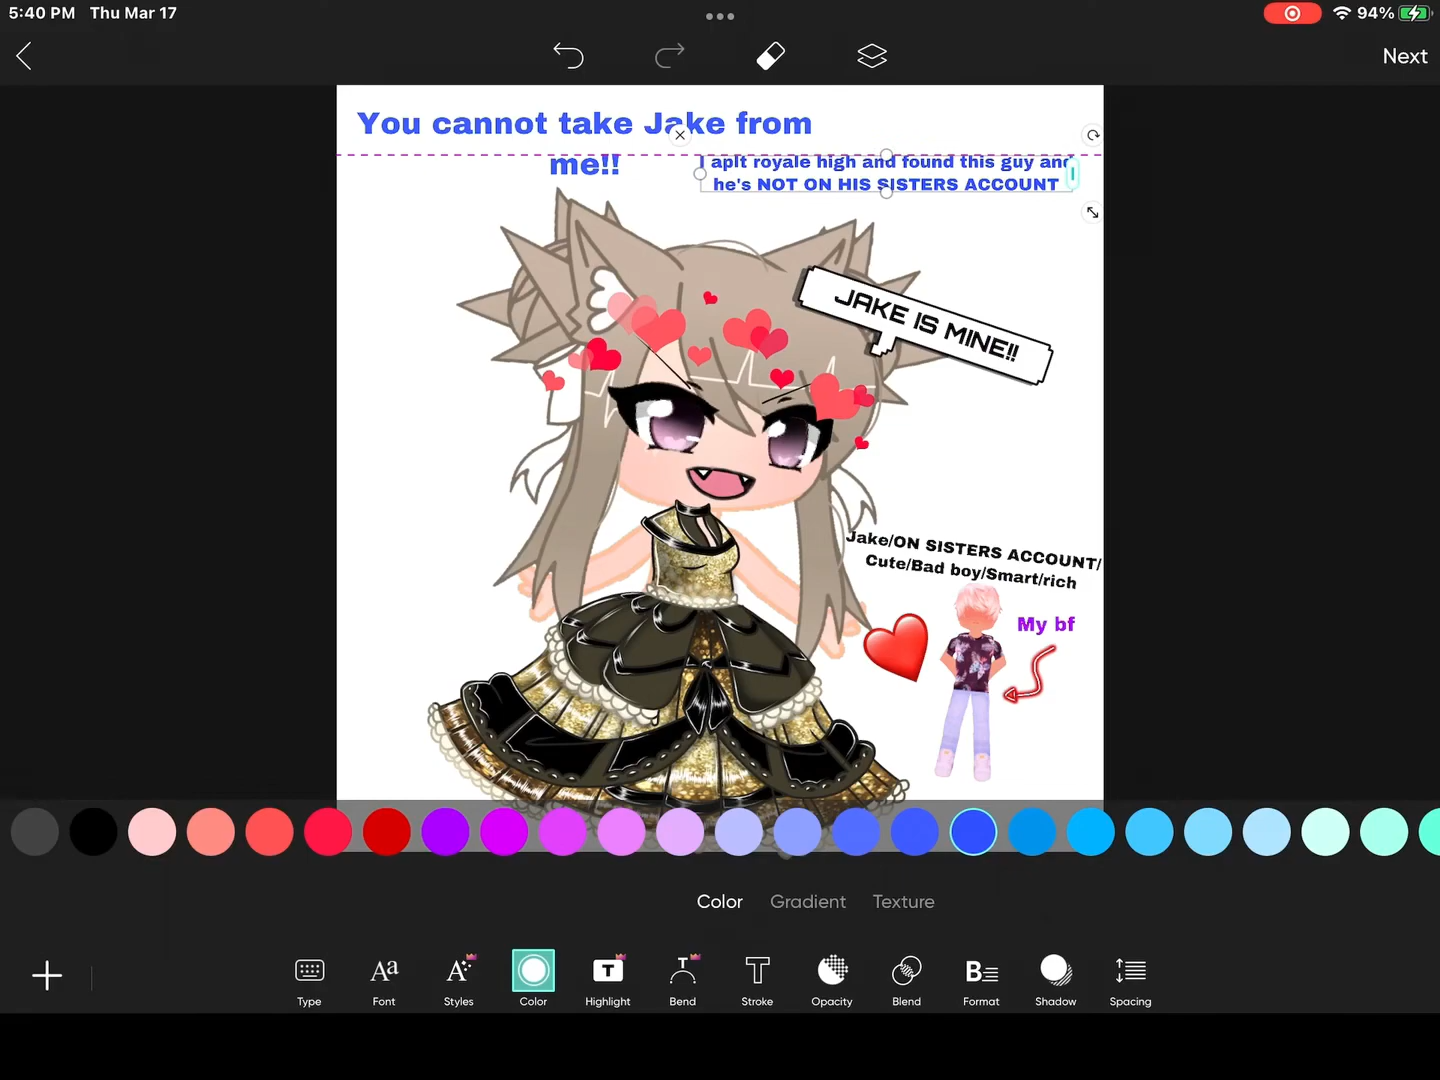 5:40 PM Thu Mar 17
94%
Next
You cannot take Jake from
me!!
I aplt royale high and found this guy and
he's NOT ON HIS SISTERS ACCOUNT
JAKE IS MINE!!
Jake/ON SISTERS ACCOUNT/
Cute/Bad boy/Smart/rich
My bf
Color Gradient Texture
Type Font Styles Color Highlight Bend Stroke Opacity Blend Format Shadow Spacing